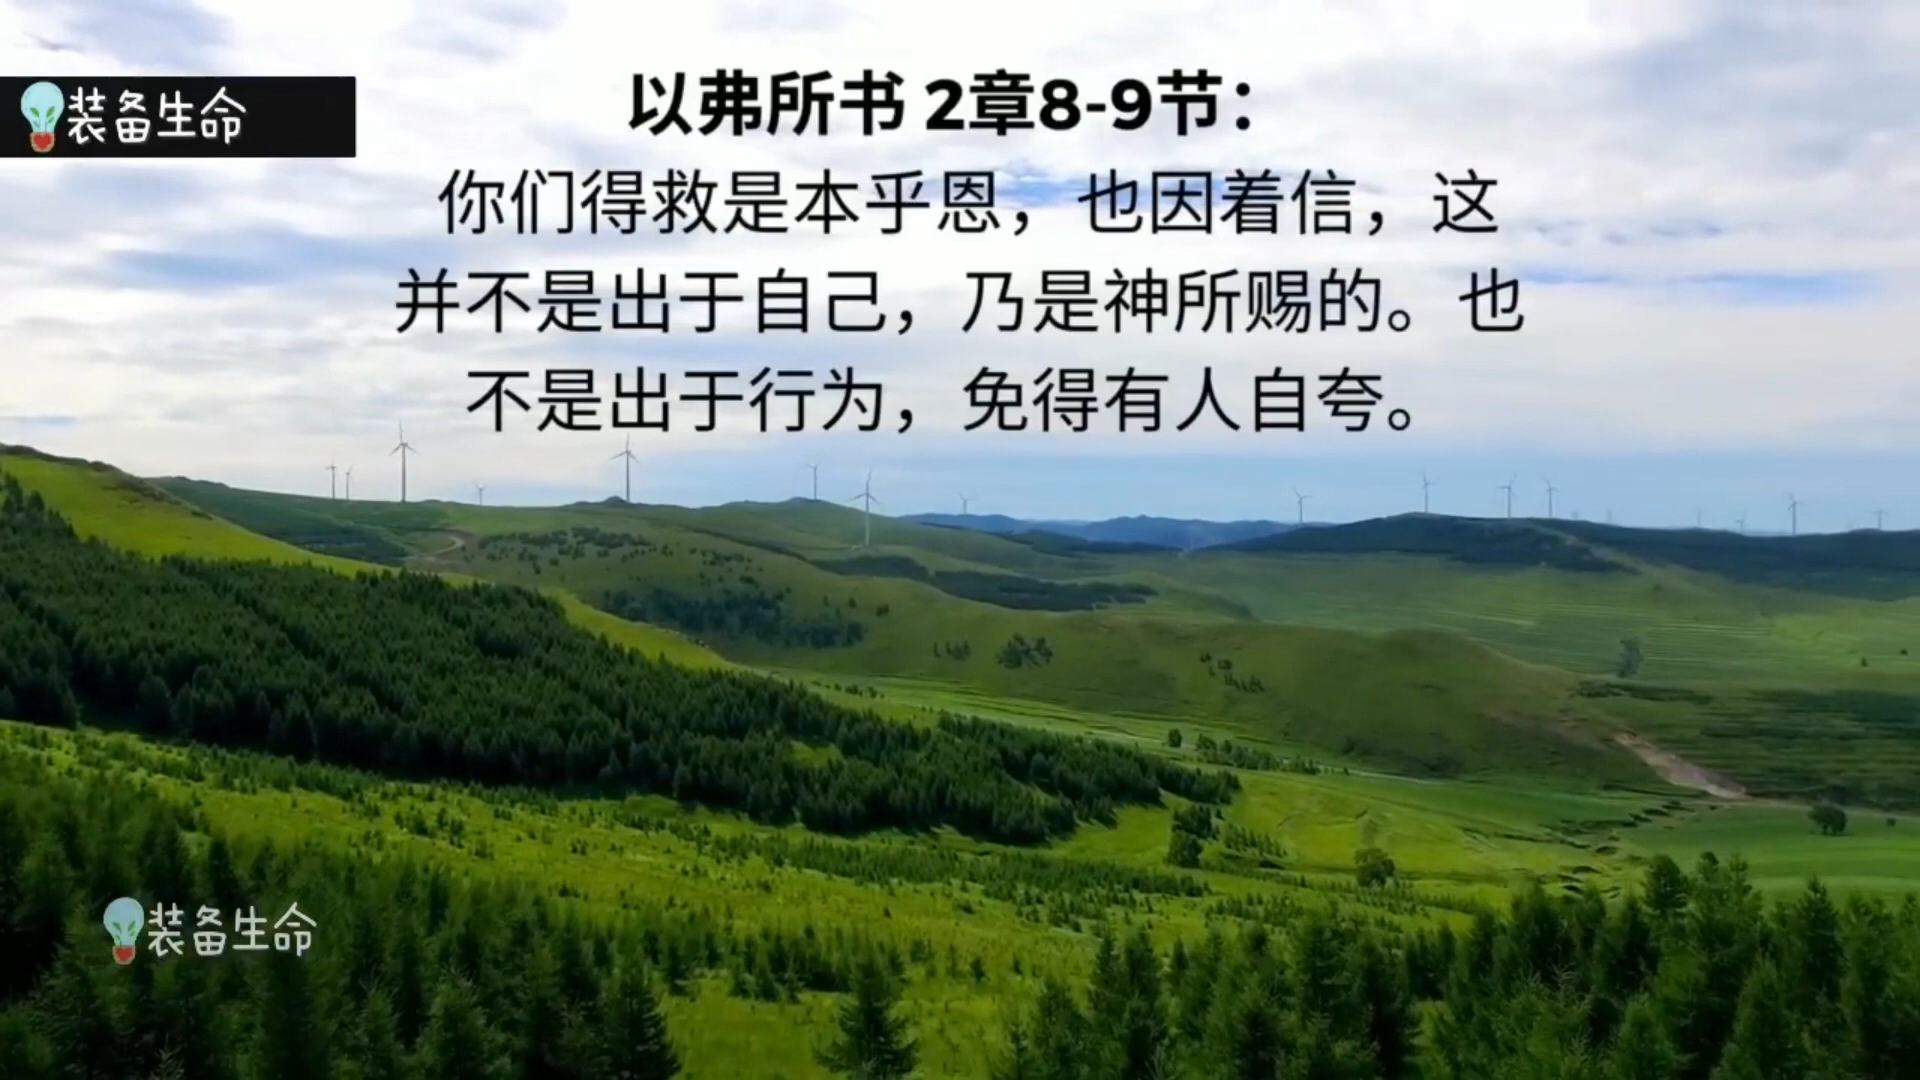 装备生命
以弗所书 2章8-9节：
你们得救是本乎恩，也因着信，这
并不是出于自己，乃是神所赐的。也
不是出于行为，免得有人自夸。
装备生命